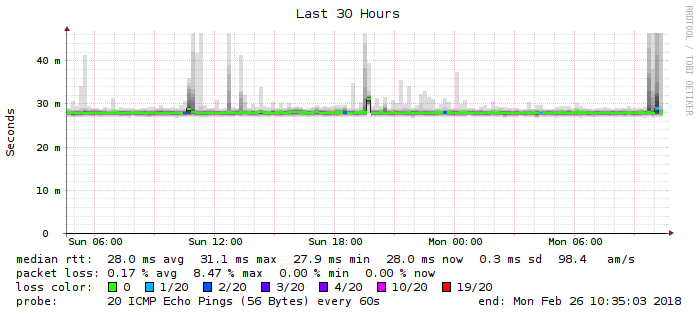 Last 30 Hours
RRDTOOL / TOBI OETIKER
Seconds
40 m
30 m
20 m
10 m
0
Sun 06:00 Sun 12:00 Sun 18:00 Mon 00:00 Mon 06:00
median rtt: 28.0 ms avg 31.1 ms max 27.9 ms min 28.0 ms now 0.3 ms sd 98.4 am/s
packet loss: 0.17 % avg 8.47 % max 0.00 % min 0.00 % now
loss color: 0 1/20 2/20 3/20 4/20 10/20 19/20
probe: 20 ICMP Echo Pings (56 Bytes) every 60s end: Mon Feb 26 10:35:03 2018